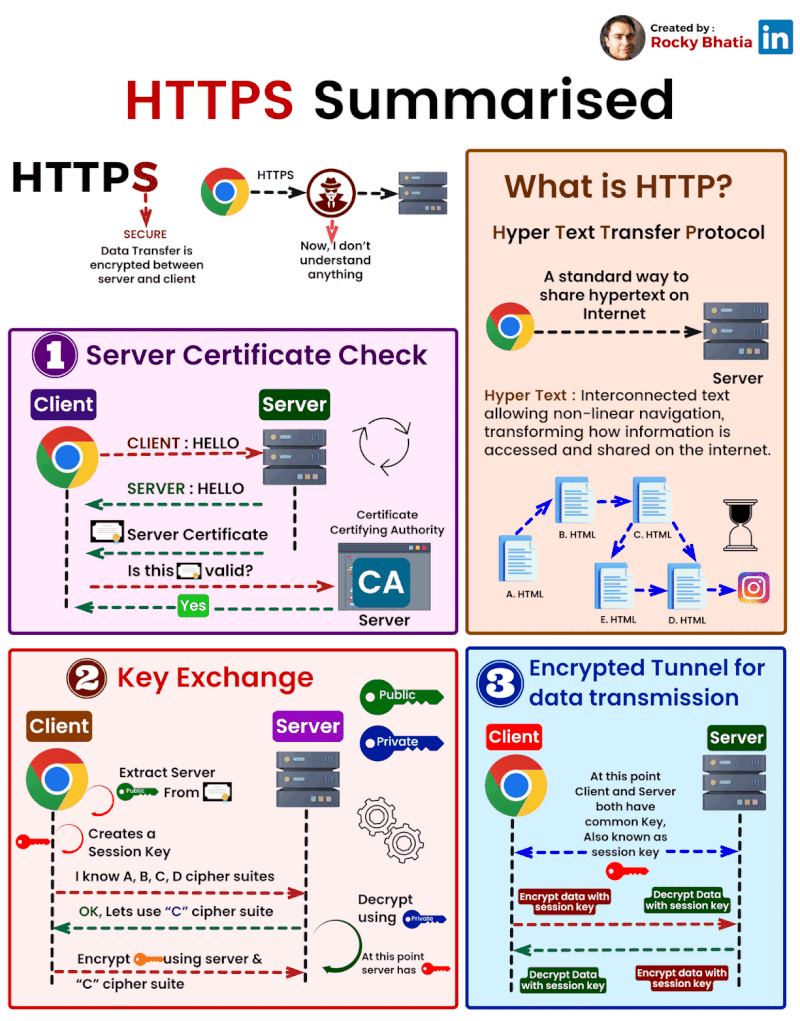 Created by :
Rocky Bhatia
in
HTTPS Summarised
HTTPS
SECURE
Data Transfer is
encrypted between
server and client
HTTPS
Now, I don't
understand
anything
What is HTTP?
Hyper Text Transfer Protocol
A standard way to
share hypertext on
Internet
Server
Hyper Text : Interconnected text
allowing non-linear navigation,
transforming how information is
accessed and shared on the internet.
A. HTML
B. HTML
C. HTML
E. HTML
D. HTML
1 Server Certificate Check
Client
Server
CLIENT : HELLO
SERVER : HELLO
Server Certificate
Is this valid?
Yes
Certificate
Certifying Authority
CA
Server
2 Key Exchange
Public
Private
Client
Server
Extract Server
Public From
Creates a
Session Key
I know A, B, C, D cipher suites
OK, Lets use “C” cipher suite
Encrypt using server &
“C” cipher suite
Decrypt
using Private
At this point
server has
3 Encrypted Tunnel for
data transmission
Client
Server
At this point
Client and Server
both have
common Key,
Also known as
session key
Encrypt data with
session key
Decrypt Data
with session key
Decrypt Data
with session key
Encrypt data with
session key